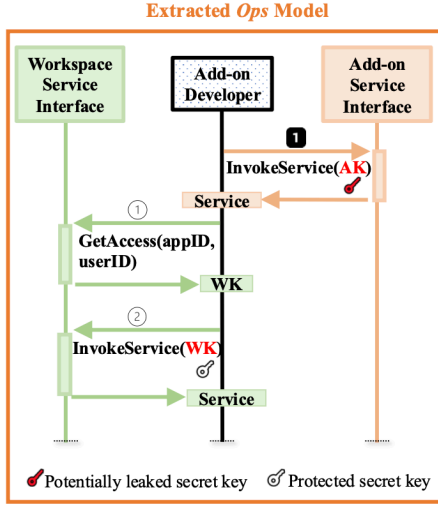 Extracted Ops Model
Workspace
Service
Interface
Add-on
Developer
Add-on
Service
Interface
1
InvokeService(AK)
Service
1
GetAccess(appID,
userID)
WK
2
InvokeService(WK)
Service
Potentially leaked secret key
Protected secret key